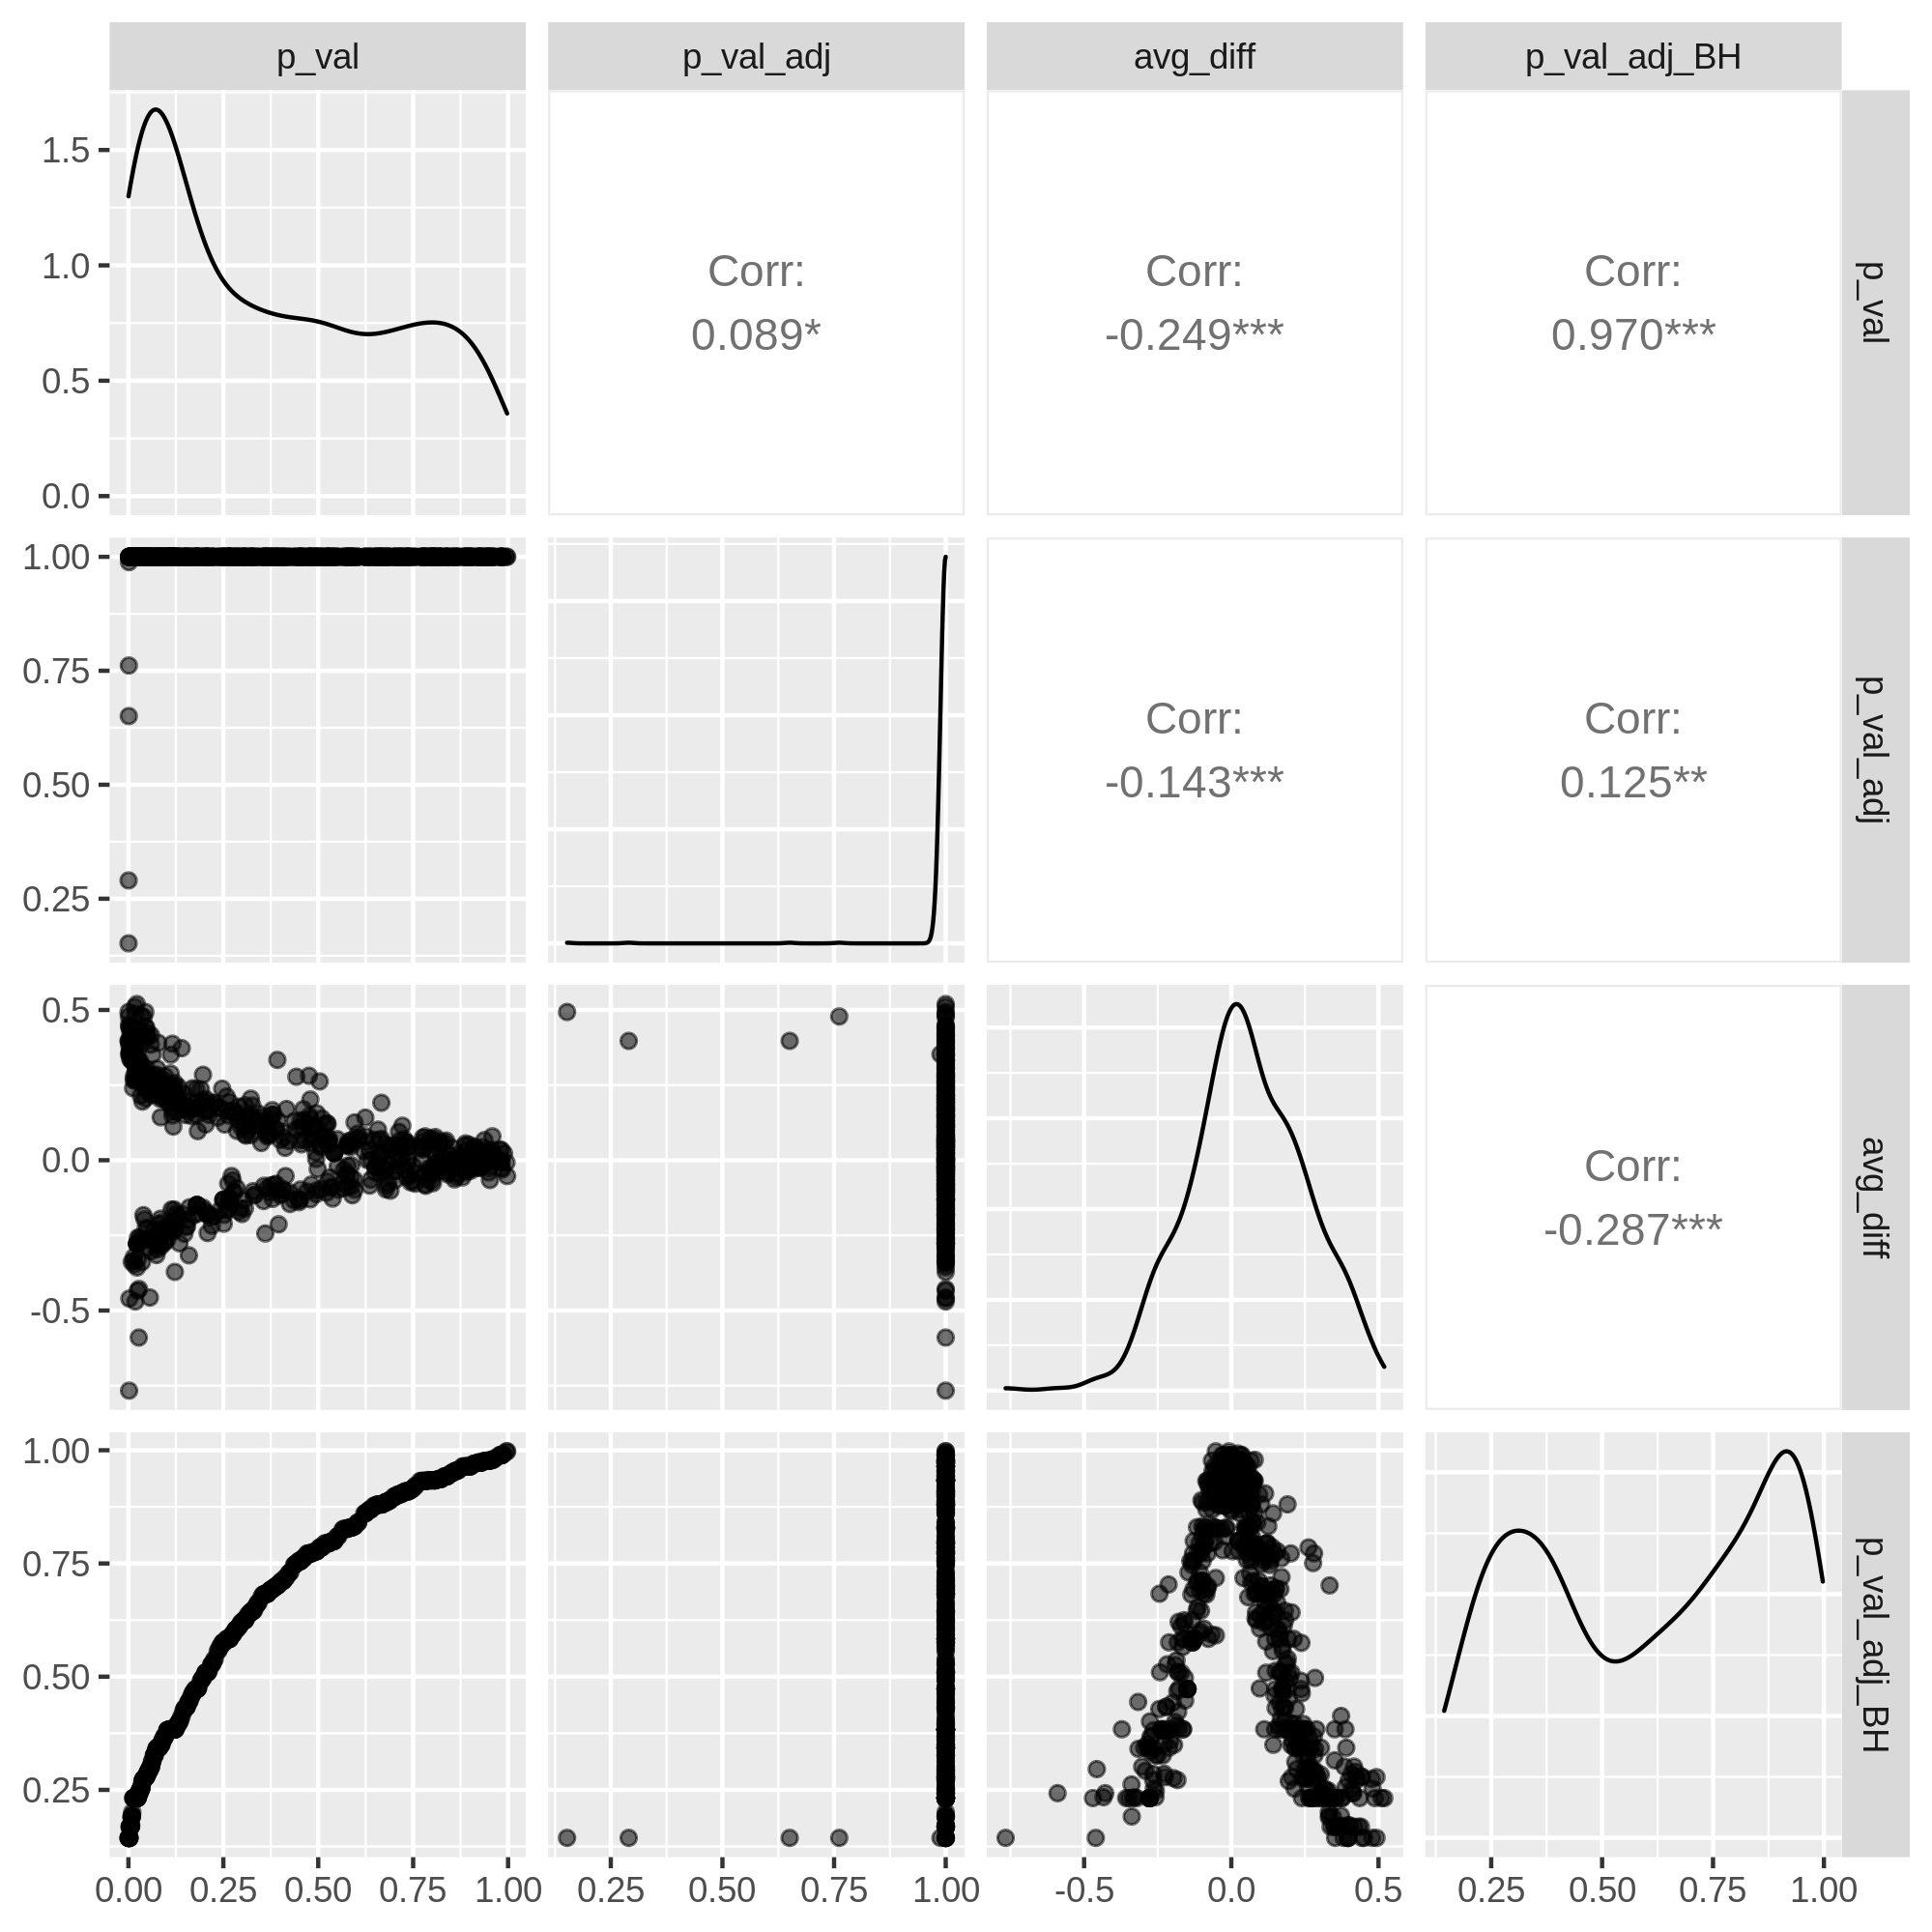 p_val p_val_adj avg_diff p_val_adj_BH
1.5
1.0
0.5
0.0
Corr:
0.089*
Corr:
-0.249***
Corr:
0.970***
p_val
1.00
0.75
0.50
0.25
Corr:
-0.143***
Corr:
0.125**
p_val_adj
0.5
0.0
-0.5
Corr:
-0.287***
avg_diff
1.00
0.75
0.50
0.25
p_val_adj_BH
0.00 0.25 0.50 0.75 1.00 0.25 0.50 0.75 1.00 -0.5 0.0 0.5 0.25 0.50 0.75 1.00